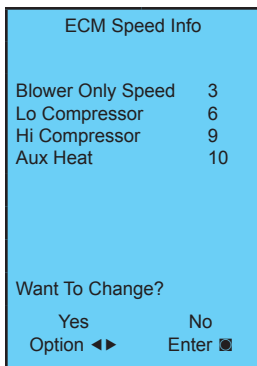 ECM Speed Info
Blower Only Speed 3
Lo Compressor 6
Hi Compressor 9
Aux Heat 10
Want To Change?
Yes No
Option ◄► Enter ◙